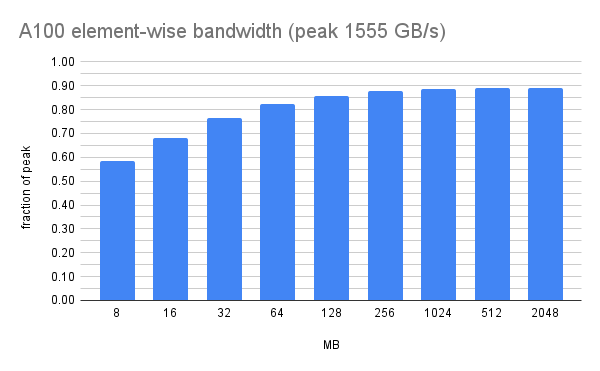 A100 element-wise bandwidth (peak 1555 GB/s)
fraction of peak
1.00
0.90
0.80
0.70
0.60
0.50
0.40
0.30
0.20
0.10
0.00
8 16 32 64 128 256 1024 512 2048
MB